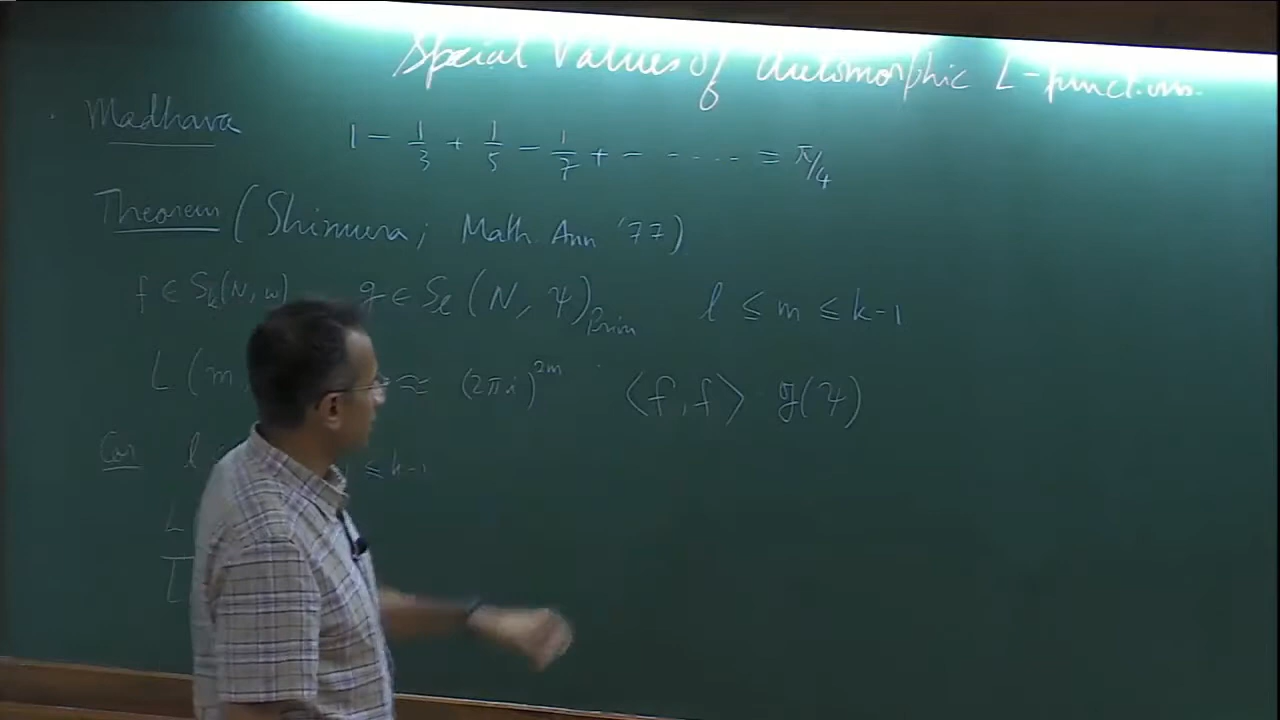 Special Values of Automorphic L-functions.
Madhava 1 - 1/3 + 1/5 - 1/7 + - ----.. = π/4
Theorem (Shimura; Math. Ann '77)
f ∈ S_k(N, ω) g ∈ S_l(N, ψ)_Prim l ≤ m ≤ k-1
L(m, ≈ (2πi)^{2m} ⟨f, f⟩ g(ψ)
Cor l ≤ k-1
L
L